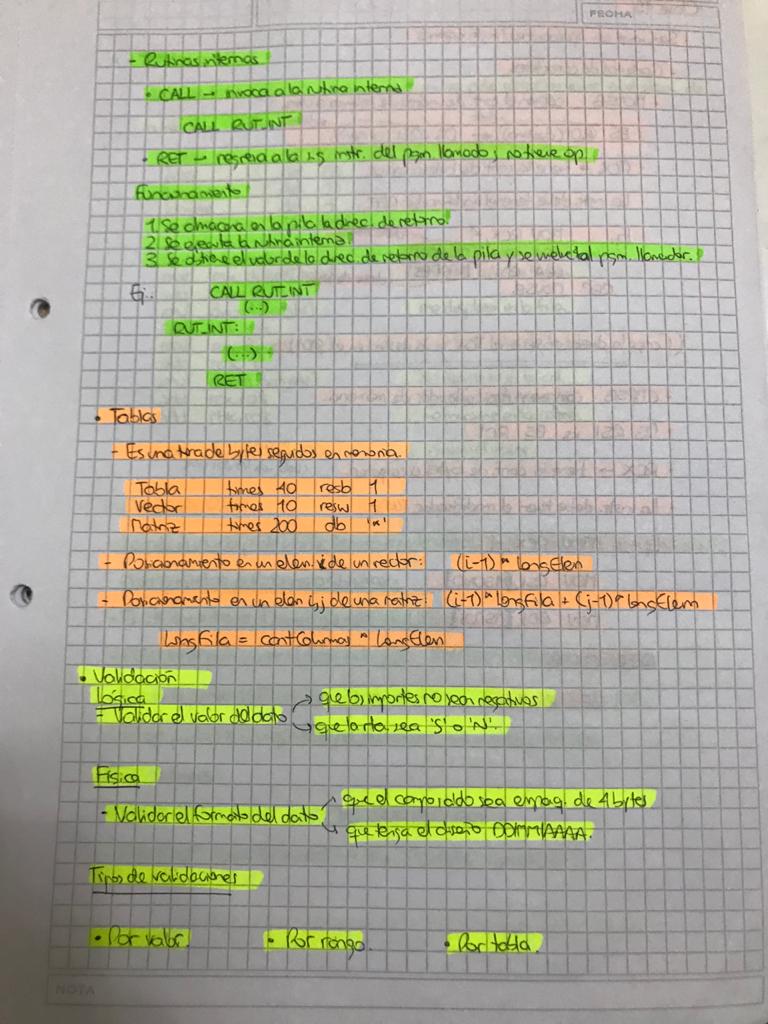 FECHA
- Rutinas internas
• CALL → invoca a la rutina interna
CALL RUT_INT
• RET → regresa a la sig instr. del pgm llamado; no tiene op.
Funcionamiento
1. Se almacena en la pila la direc. de retorno.
2. Se ejecuta la rutina interna.
3. Se obtiene el valor de la direc. de retorno de la pila y se vuelve al pgm. llamador.
Ej.: CALL RUT_INT
(...)
RUT_INT:
(...)
RET
• Tablas
- Es una tira de bytes seguidos en memoria.
Tabla times 40 resb 1
Vector times 10 resw 1
Matriz times 200 db '*'
- Posicionamiento en un elem. i de un vector: (i-1) * longElem
- Posicionamiento en un elem i,j de una matriz: (i-1)*longFila + (j-1)*longElem
longFila = cantColumnas * longElem
• Validación
Lógica
- Validar el valor del dato → que los importes no sean negativos
→ que la rta. sea 'S' o 'N'.
Física
- Validar el formato del dato → que el campo saldo sea empaq. de 4 bytes
→ que tenga el diseño DDMMAAAA.
Tipos de validaciones
• Por valor. • Por rango. • Por tabla.
NOTA